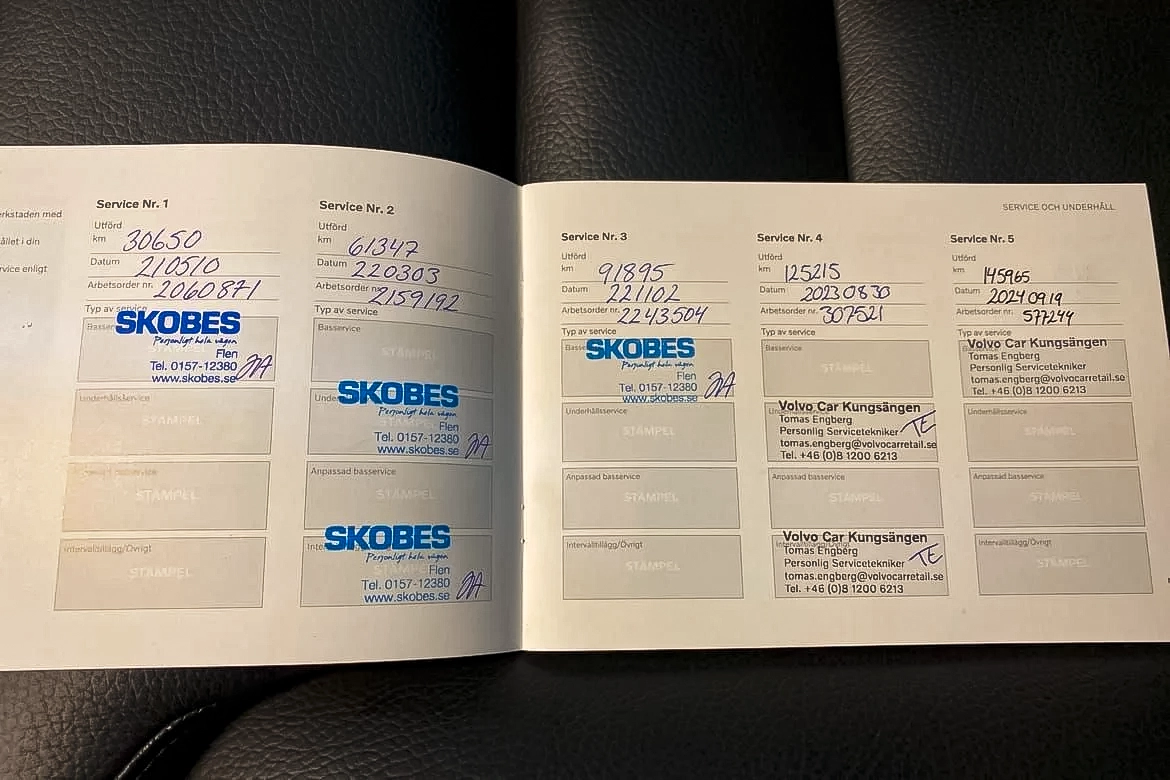 erkstaden med
ållet i din
rvice enligt
Service Nr. 1
Utförd
km 30650
Datum 210510
Arbetsorder nr. 2060871
Typ av service
SKOBES
Personligt hela vägen
Flen
Tel. 0157-12380
www.skobes.se
Underhållsservice
STÄMPEL
Anpassad basservice
STÄMPEL
Intervalltillägg/Övrigt
STÄMPEL
Service Nr. 2
Utförd
km 61347
Datum 220303
Arbetsorder nr. 2159192
Typ av service
Basservice
STÄMPEL
SKOBES
Personligt hela vägen
Flen
Tel. 0157-12380
www.skobes.se
Anpassad basservice
STÄMPEL
SKOBES
Personligt hela vägen
Flen
Tel. 0157-12380
www.skobes.se
SERVICE OCH UNDERHÅLL
Service Nr. 3
Utförd
km 91895
Datum 221102
Arbetsorder nr. 2243504
Typ av service
SKOBES
Personligt hela vägen
Flen
Tel. 0157-12380
www.skobes.se
Underhållsservice
STÄMPEL
Anpassad basservice
STÄMPEL
Intervalltillägg/Övrigt
STÄMPEL
Service Nr. 4
Utförd
km 125215
Datum 20230830
Arbetsorder nr. 307521
Typ av service
Basservice
STÄMPEL
Volvo Car Kungsängen
Tomas Engberg
Personlig Servicetekniker TE
tomas.engberg@volvocarretail.se
Tel. +46 (0)8 1200 6213
Anpassad basservice
STÄMPEL
Volvo Car Kungsängen
Tomas Engberg
Personlig Servicetekniker TE
tomas.engberg@volvocarretail.se
Tel. +46 (0)8 1200 6213
Service Nr. 5
Utförd
km 145965
Datum 20240919
Arbetsorder nr. 577244
Typ av service
Volvo Car Kungsängen
Tomas Engberg
Personlig Servicetekniker
tomas.engberg@volvocarretail.se
Tel. +46 (0)8 1200 6213
Underhållsservice
STÄMPEL
Anpassad basservice
STÄMPEL
Intervalltillägg/Övrigt
STÄMPEL